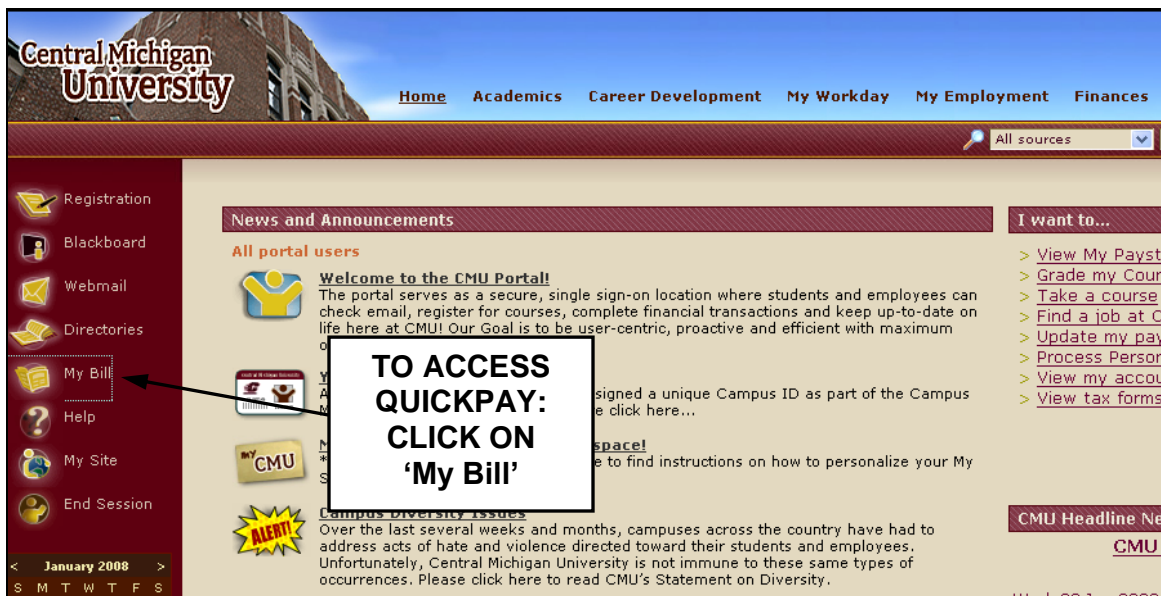 Central Michigan
University
Home Academics Career Development My Workday My Employment Finances
All sources
Registration
Blackboard
Webmail
Directories
My Bill
Help
My Site
End Session
< January 2008 >
S M T W T F S
News and Announcements
All portal users
Welcome to the CMU Portal!
The portal serves as a secure, single sign-on location where students and employees can
check email, register for courses, complete financial transactions and keep up-to-date on
life here at CMU! Our Goal is to be user-centric, proactive and efficient with maximum
signed a unique Campus ID as part of the Campus
click here...
MY CMU
space!
to find instructions on how to personalize your My
ALERT!
Campus Diversity Issues
Over the last several weeks and months, campuses across the country have had to
address acts of hate and violence directed toward their students and employees.
Unfortunately, Central Michigan University is not immune to these same types of
occurrences. Please click here to read CMU's Statement on Diversity.
TO ACCESS
QUICKPAY:
CLICK ON
‘My Bill’
I want to...
> View My Payst
> Grade my Cour
> Take a course
> Find a job at C
> Update my pay
> Process Person
> View my accou
> View tax forms
CMU Headline Ne
CMU